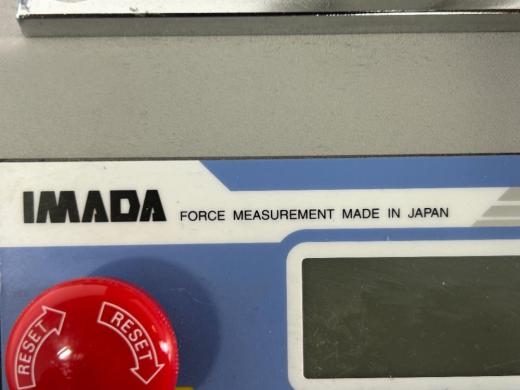 IMADA FORCE MEASUREMENT MADE IN JAPAN
RESET RESET